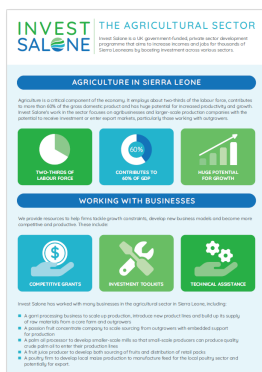 INVEST
SALONE
THE AGRICULTURAL SECTOR
Invest Salone is a UK government-funded, private sector development
programme that aims to increase incomes and jobs for thousands of
Sierra Leoneans by boosting investment across various sectors.
AGRICULTURE IN SIERRA LEONE
Agriculture is a critical component of the economy. It employs about two-thirds of the labour force, contributes
to more than 60% of the gross domestic product and has huge potential for increased productivity and growth.
Invest Salone's work in the sector focuses on agribusinesses and larger-scale production companies with the
potential to receive investment or enter export markets, particularly those working with outgrowers.
60%
TWO-THIRDS OF
LABOUR FORCE
CONTRIBUTES TO
60% OF GDP
HUGE POTENTIAL
FOR GROWTH
WORKING WITH BUSINESSES
We provide resources to help firms tackle growth constraints, develop new business models and become more
competitive and productive. These include:
$
COMPETITIVE GRANTS
INVESTMENT TOOLKITS
TECHNICAL ASSISTANCE
Invest Salone has worked with many businesses in the agricultural sector in Sierra Leone, including:
A garri processing business to scale up production, introduce new product lines and build up its supply
of raw materials from a core farm and outgrowers
A passion fruit concentrate company to scale sourcing from outgrowers with embedded support
for production
A palm oil processor to develop smaller-scale mills so that small-scale producers can produce quality
crude palm oil to enter their production lines
A fruit juice producer to develop both sourcing of fruits and distribution of retail packs
A poultry firm to develop local maize production to manufacture feed for the local poultry sector and
potentially for export.